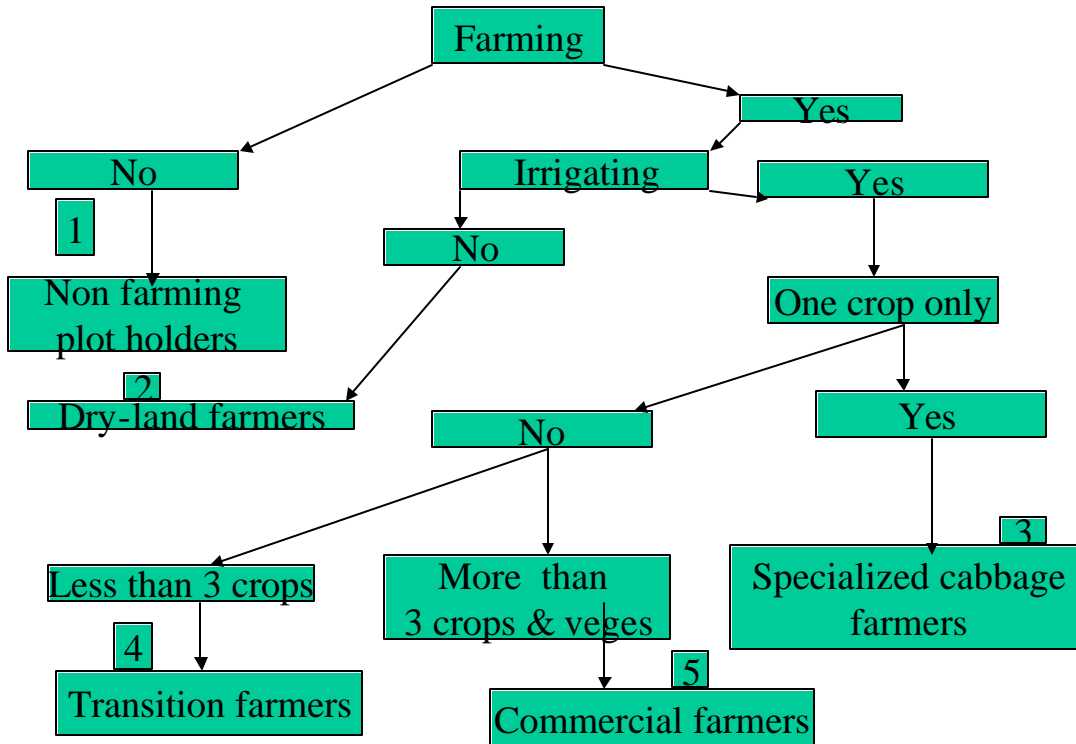 Farming
Yes
No
Irrigating
Yes
1
No
Non farming
plot holders
One crop only
2
Dry-land farmers
No
Yes
3
Less than 3 crops
More than
3 crops & veges
Specialized cabbage
farmers
4
5
Transition farmers
Commercial farmers